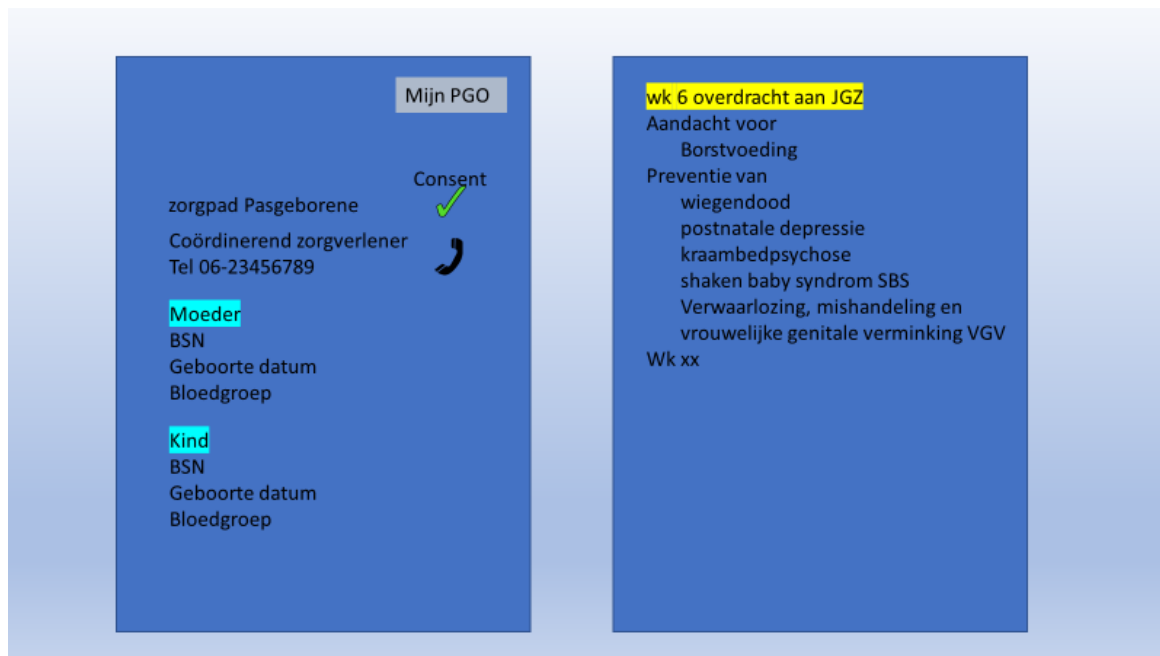 Mijn PGO
Consent
zorgpad Pasgeborene
Coördinerend zorgverlener
Tel 06-23456789
Moeder
BSN
Geboorte datum
Bloedgroep
Kind
BSN
Geboorte datum
Bloedgroep
wk 6 overdracht aan JGZ
Aandacht voor
Borstvoeding
Preventie van
wiegendood
postnatale depressie
kraambedpsychose
shaken baby syndrom SBS
Verwaarlozing, mishandeling en
vrouwelijke genitale verminking VGV
Wk xx